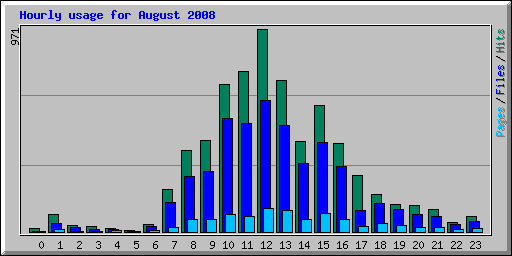 Hourly usage for August 2008
971
Pages/Files/Hits
0 1 2 3 4 5 6 7 8 9 10 11 12 13 14 15 16 17 18 19 20 21 22 23